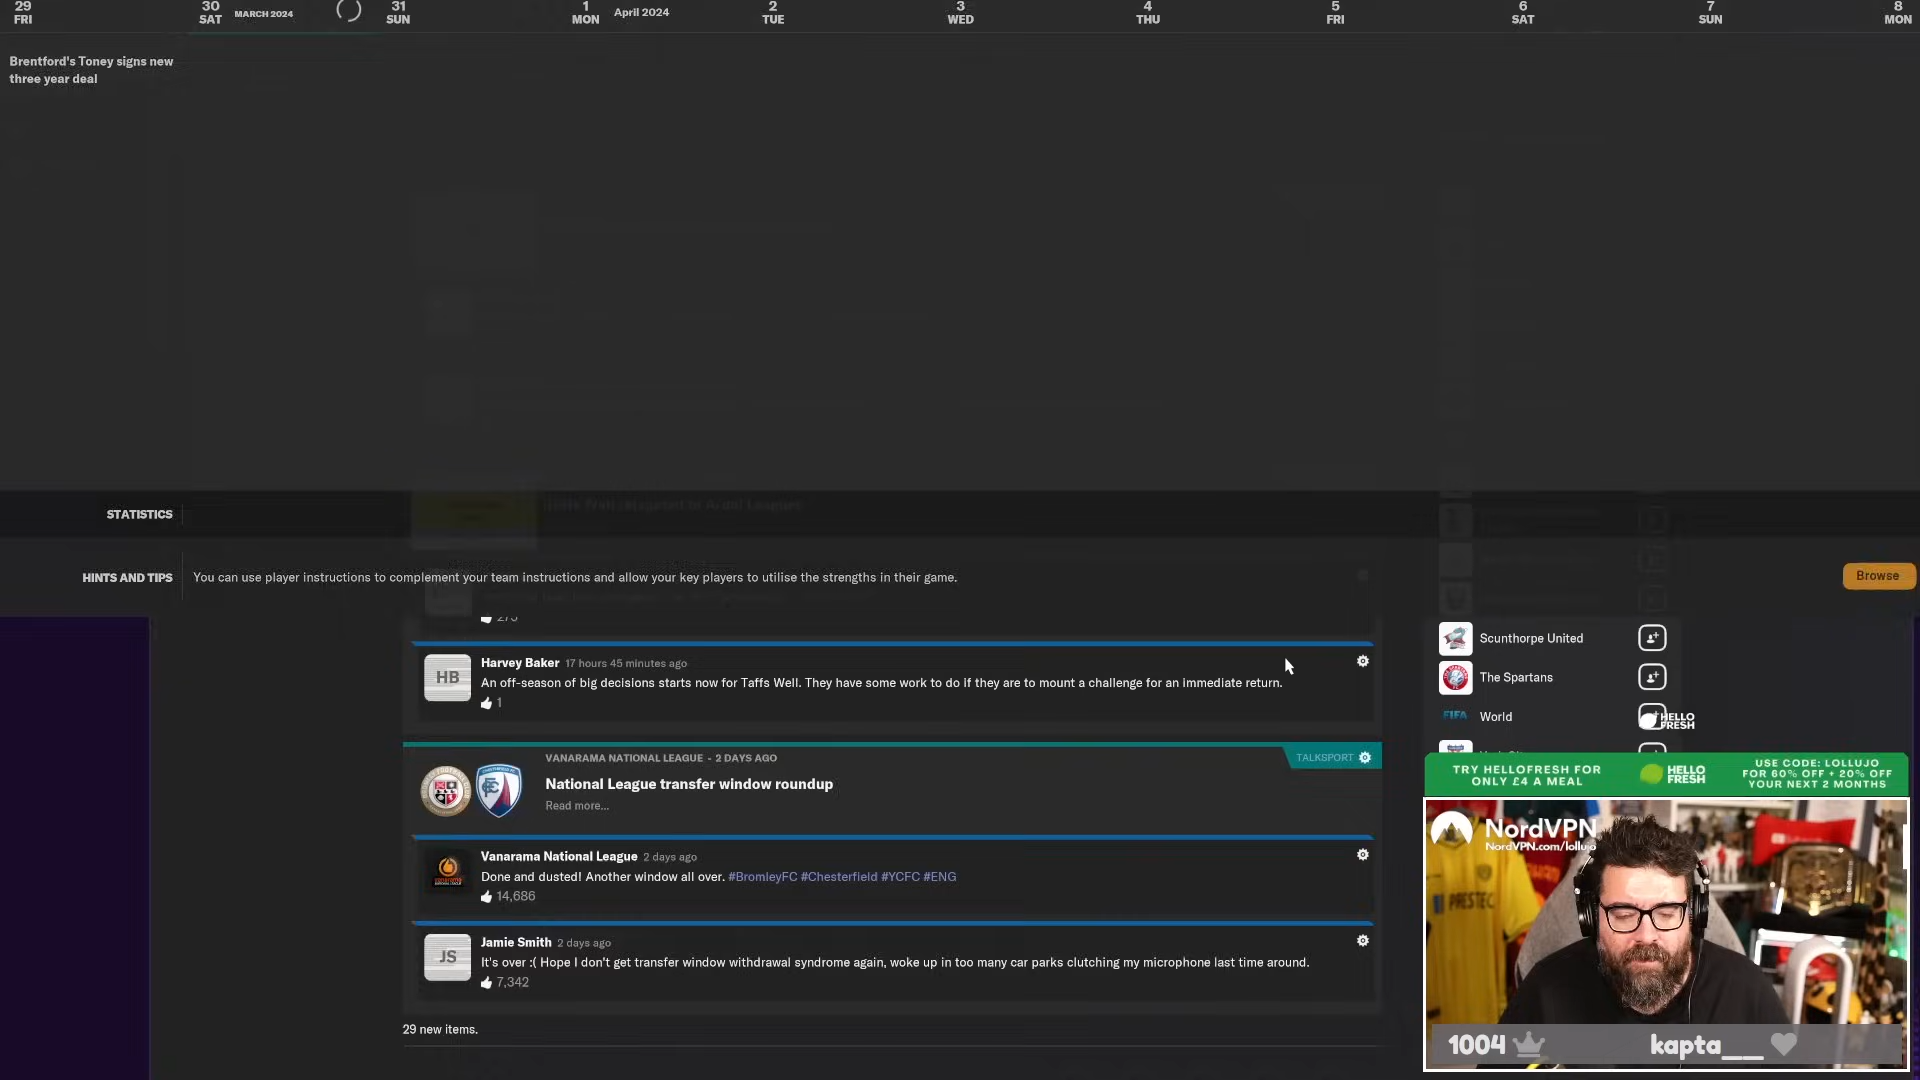 29
FRI
30
SAT
MARCH 2024
31
SUN
1
MON
April 2024
2
TUE
3
WED
4
THU
5
FRI
6
SAT
7
SUN
8
MON
Brentford's Toney signs new
three year deal
STATISTICS
HINTS AND TIPS
You can use player instructions to complement your team instructions and allow your key players to utilise the strengths in their game.
Browse
Harvey Baker 17 hours 45 minutes ago
HB
An off-season of big decisions starts now for Taffs Well. They have some work to do if they are to mount a challenge for an immediate return.
1
VANARAMA NATIONAL LEAGUE - 2 DAYS AGO
TALKSPORT
National League transfer window roundup
Read more...
Vanarama National League 2 days ago
Done and dusted! Another window all over. #BromleyFC #Chesterfield #YCFC #ENG
14,686
Jamie Smith 2 days ago
JS
It's over :( Hope I don't get transfer window withdrawal syndrome again, woke up in too many car parks clutching my microphone last time around.
7,342
29 new items.
Scunthorpe United
The Spartans
FIFA
World
HELLO
FRESH
TRY HELLOFRESH FOR
ONLY £4 A MEAL
HELLO
FRESH
USE CODE: LOLLUJO
FOR 60% OFF + 20% OFF
YOUR NEXT 2 MONTHS
NordVPN
NordVPN.com/lollujo
PRESTEC
1004
kapta__